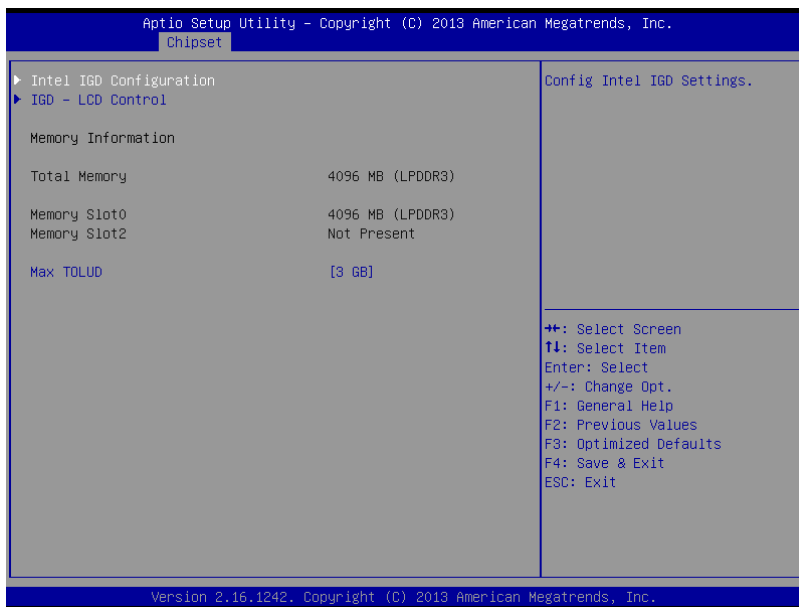 Aptio Setup Utility – Copyright (C) 2013 American Megatrends, Inc.
Chipset
▶ Intel IGD Configuration
▶ IGD – LCD Control
Memory Information
Total Memory 4096 MB (LPDDR3)
Memory Slot0 4096 MB (LPDDR3)
Memory Slot2 Not Present
Max TOLUD [3 GB]
Config Intel IGD Settings.
→←: Select Screen
↑↓: Select Item
Enter: Select
+/-: Change Opt.
F1: General Help
F2: Previous Values
F3: Optimized Defaults
F4: Save & Exit
ESC: Exit
Version 2.16.1242. Copyright (C) 2013 American Megatrends, Inc.